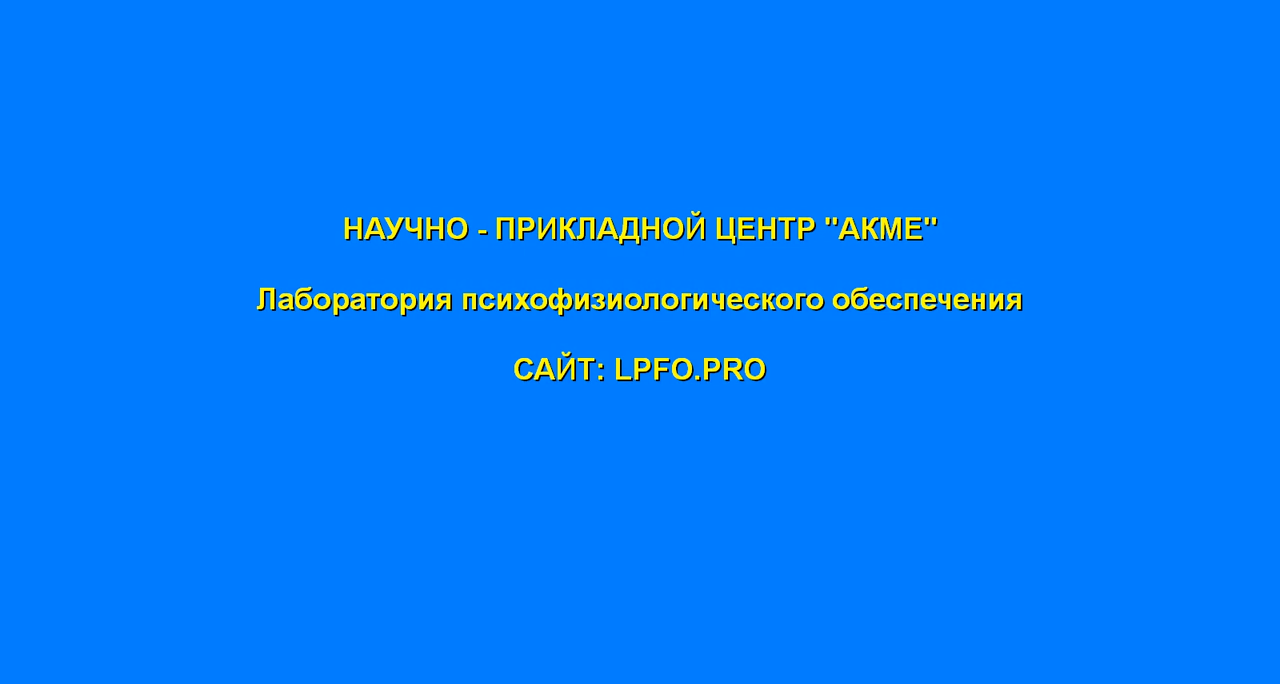 НАУЧНО - ПРИКЛАДНОЙ ЦЕНТР "АКМЕ"
Лаборатория психофизиологического обеспечения
САЙТ: LPFO.PRO